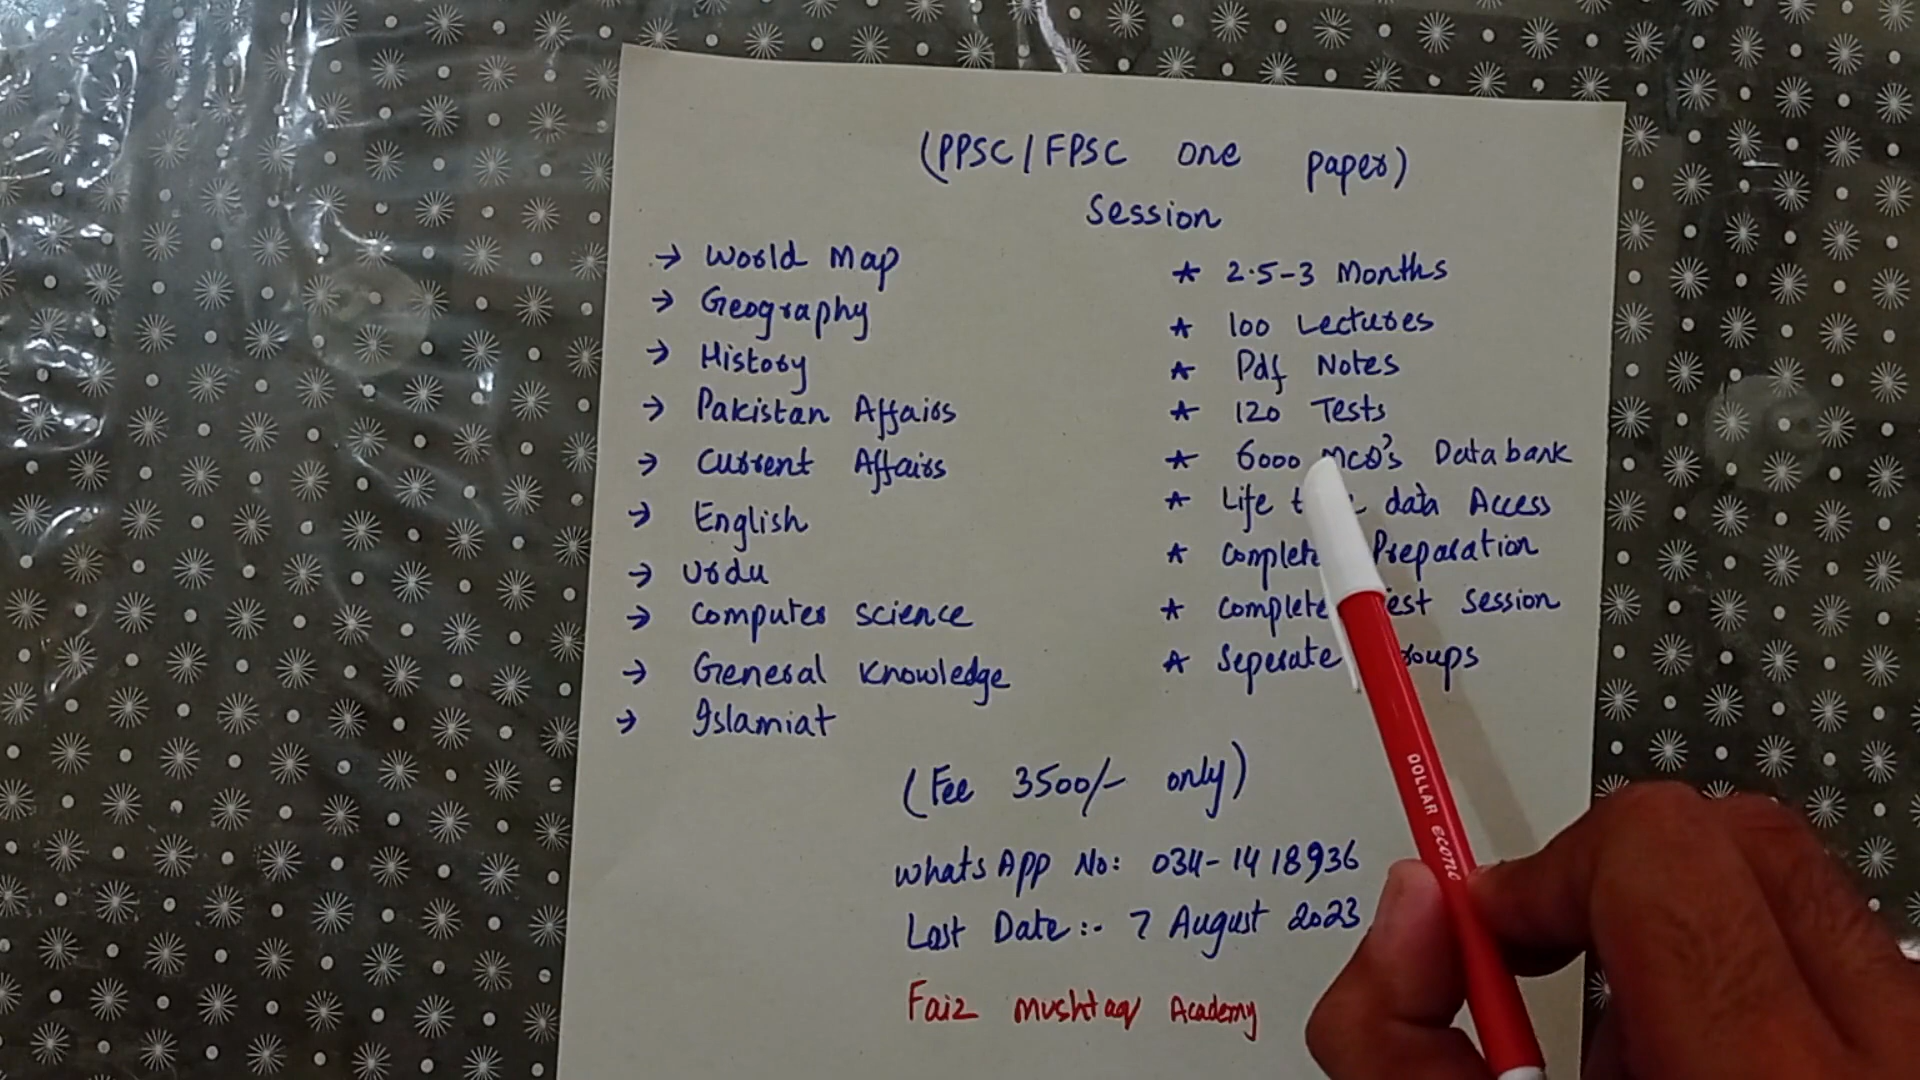 (PPSC/FPSC one paper)
Session
→ World Map
→ Geography
→ History
→ Pakistan Affairs
→ Current Affairs
→ English
→ Urdu
→ Computer science
→ General Knowledge
→ Islamiat
★ 2.5-3 Months
★ 100 Lectures
★ Pdf Notes
★ 120 Tests
★ 6000 MCQ's Databank
★ Life data Access
★ Complete Preparation
★ Complete Session
★ Seperate
(Fee 3500/- only)
WhatsApp No: 034-1418936
Last Date :- 7 August 2023
Faiz Mushtaq Academy
DOLLAR econo